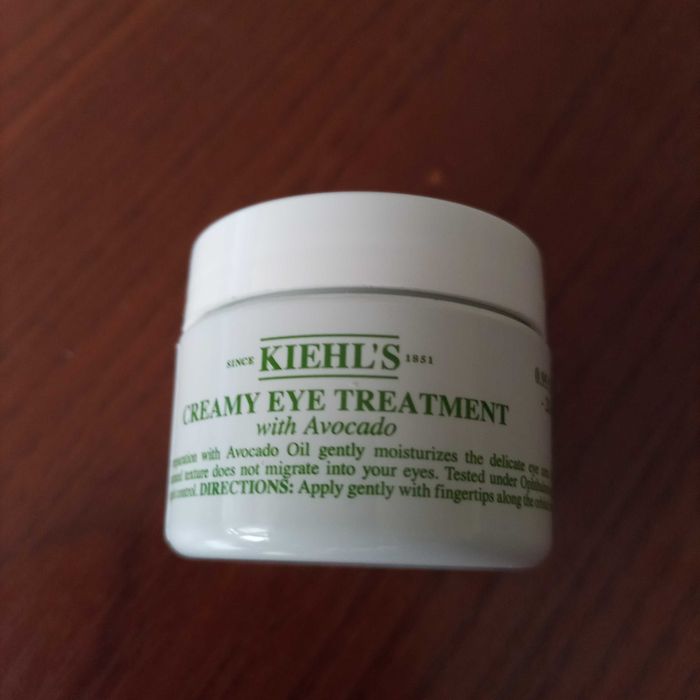 SINCE KIEHL'S 1851
CREAMY EYE TREATMENT
with Avocado
with Avocado Oil gently moisturizes the delicate eye
texture does not migrate into your eyes. Tested under
control. DIRECTIONS: Apply gently with fingertips along the